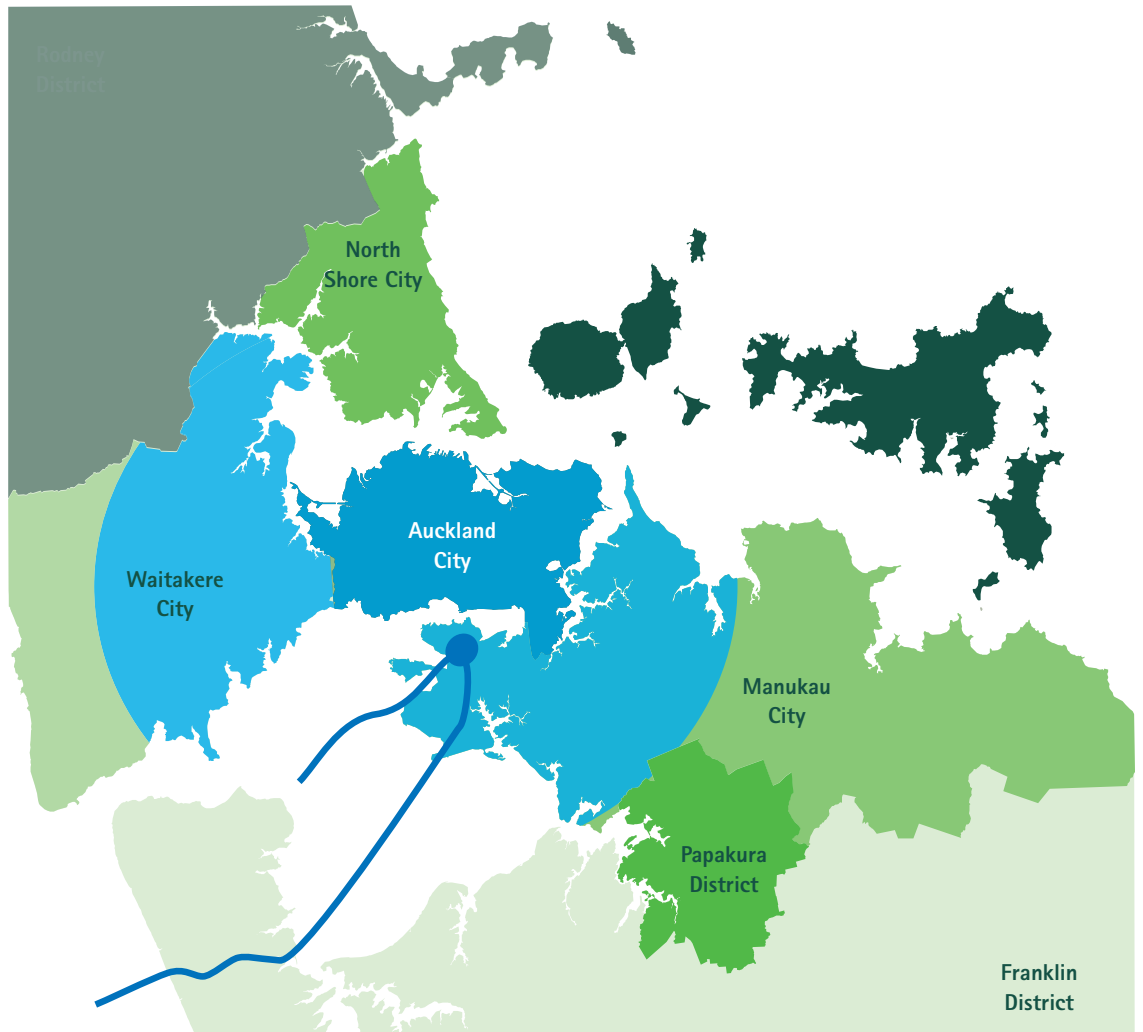 Rodney
District
North
Shore City
Auckland
City
Waitakere
City
Manukau
City
Papakura
District
Franklin
District